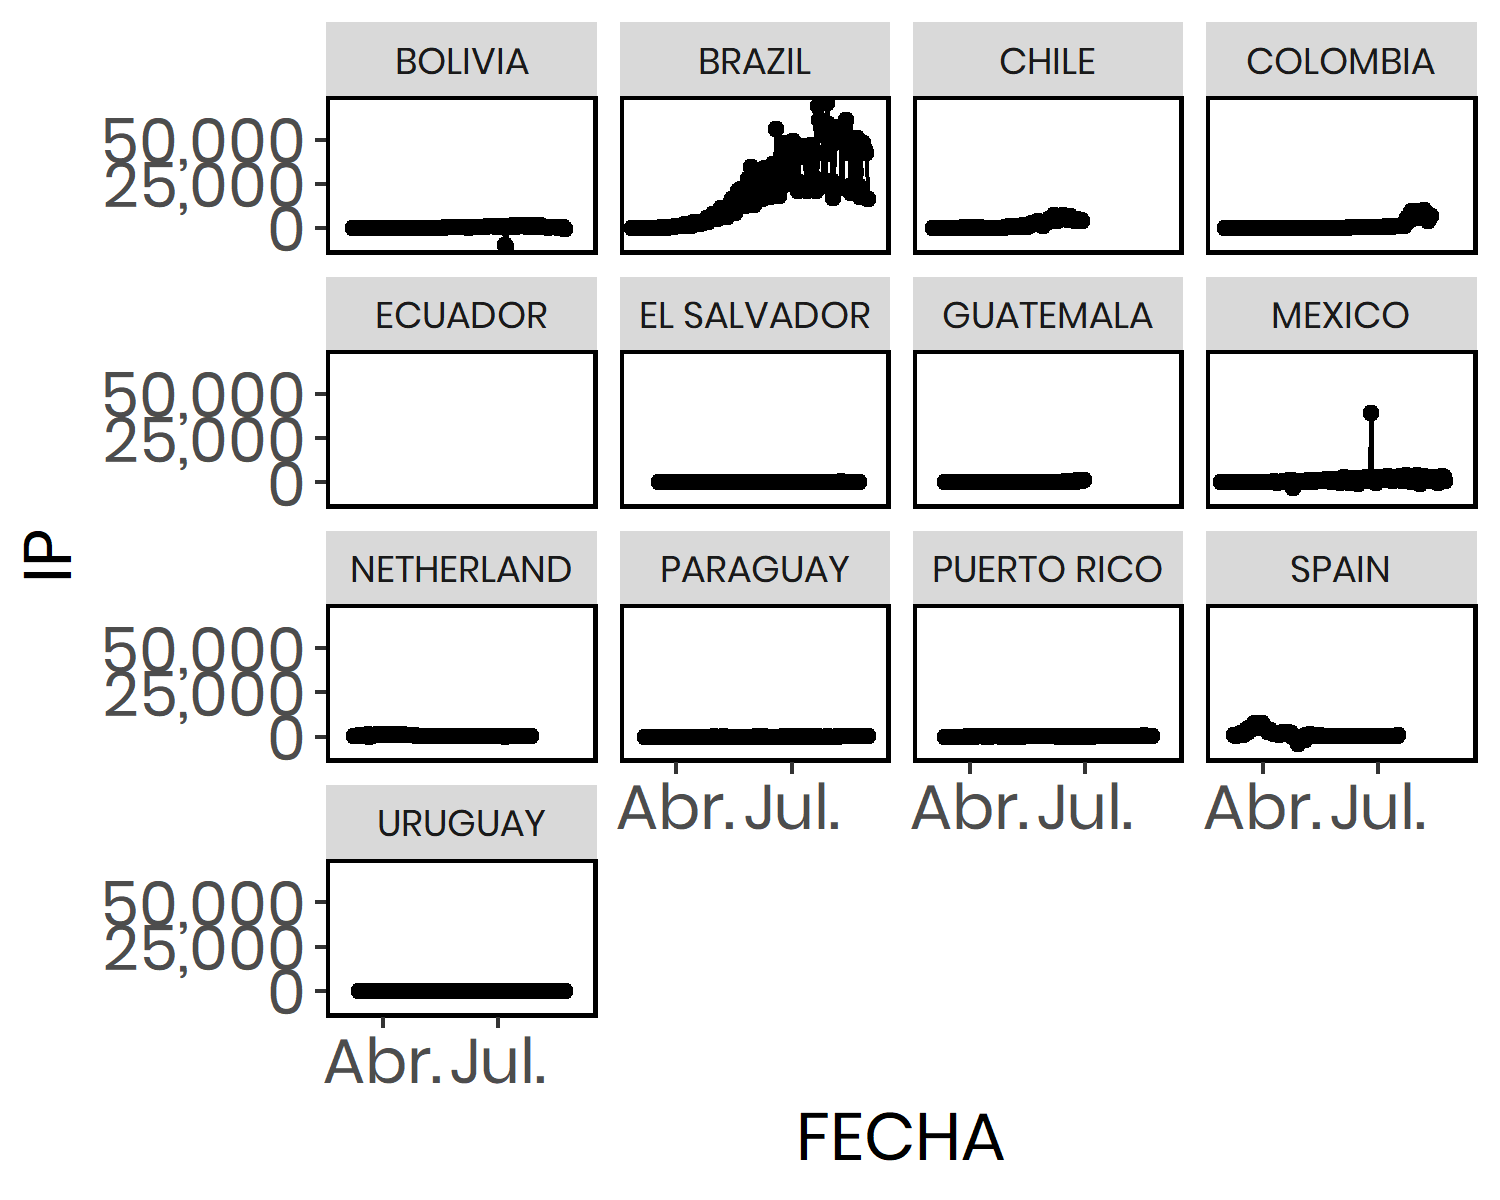 BOLIVIA BRAZIL CHILE COLOMBIA
50,000
25,000
0
ECUADOR EL SALVADOR GUATEMALA MEXICO
50,000
25,000
0
IP
NETHERLAND PARAGUAY PUERTO RICO SPAIN
50,000
25,000
0
Abr. Jul. Abr. Jul. Abr. Jul.
URUGUAY
50,000
25,000
0
Abr. Jul.
FECHA